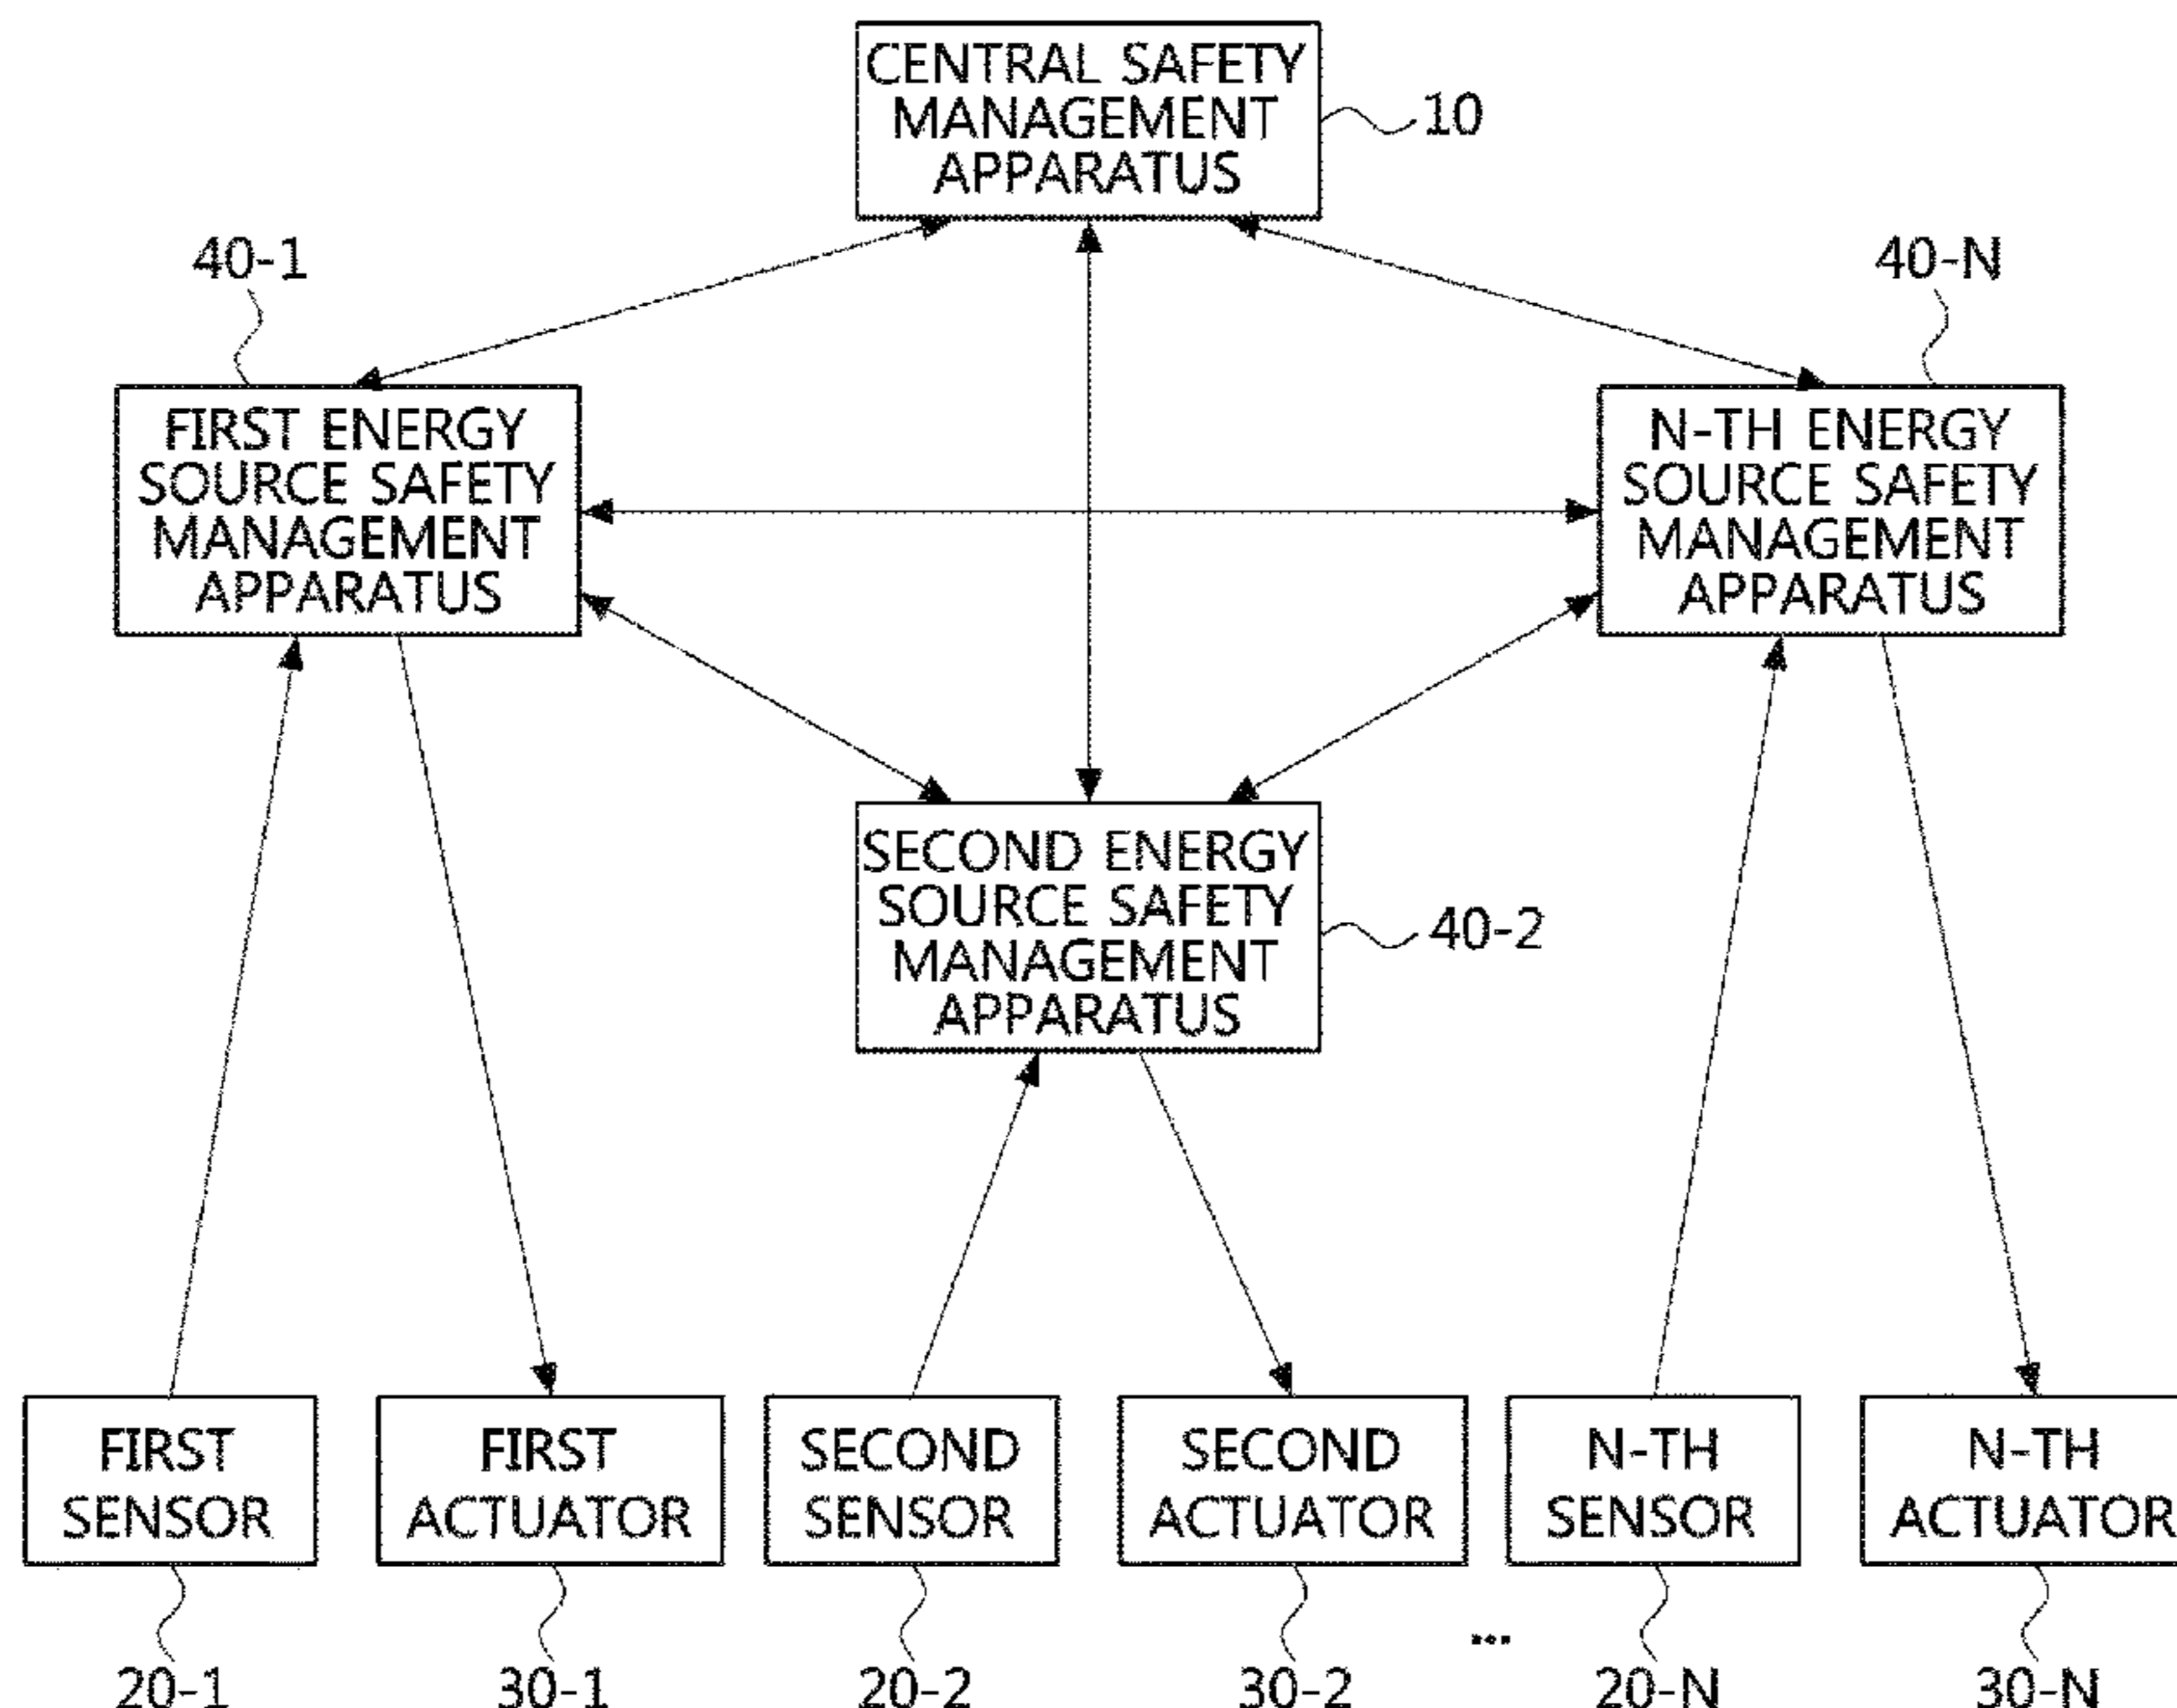 CENTRAL SAFETY
MANAGEMENT
APPARATUS
10
40-1
40-N
FIRST ENERGY
SOURCE SAFETY
MANAGEMENT
APPARATUS
N-TH ENERGY
SOURCE SAFETY
MANAGEMENT
APPARATUS
SECOND ENERGY
SOURCE SAFETY
MANAGEMENT
APPARATUS
40-2
FIRST
SENSOR
FIRST
ACTUATOR
SECOND
SENSOR
SECOND
ACTUATOR
N-TH
SENSOR
N-TH
ACTUATOR
...
20-1
30-1
20-2
30-2
20-N
30-N